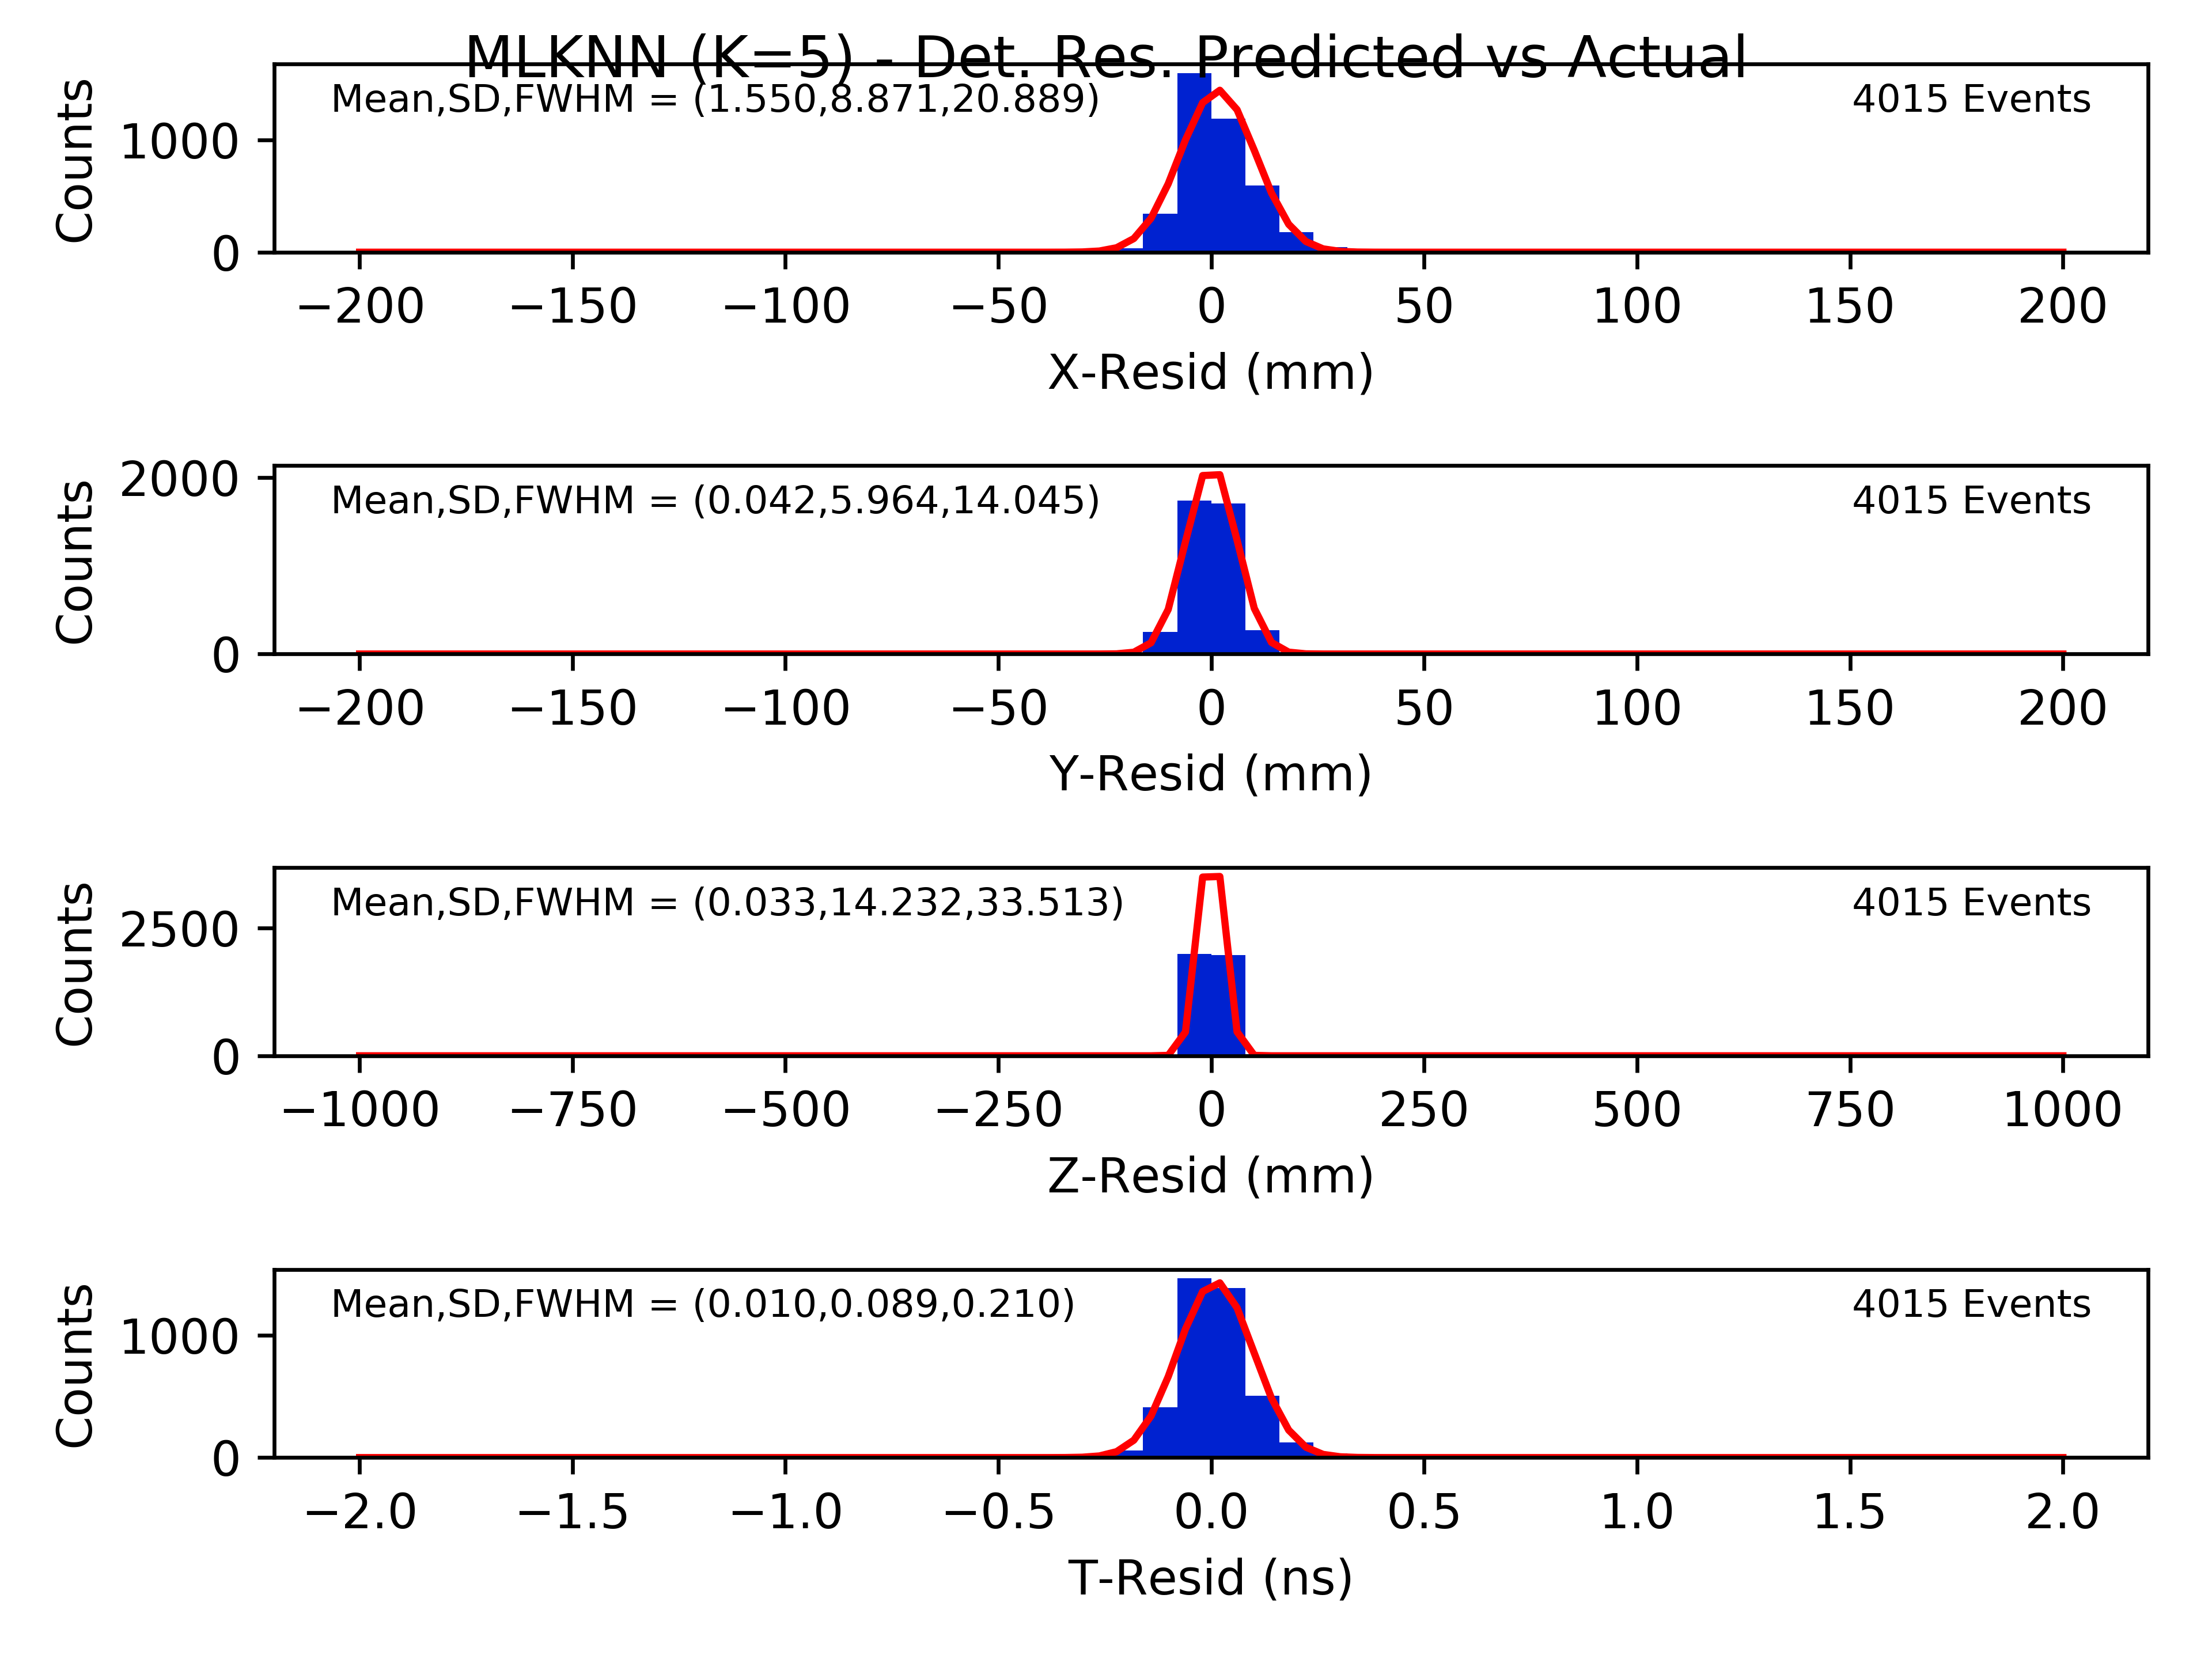 MLKNN (K=5) - Det. Res. Predicted vs Actual
Mean,SD,FWHM = (1.550,8.871,20.889)
4015 Events
Counts
1000
0
−200 −150 −100 −50 0 50 100 150 200
X-Resid (mm)
Mean,SD,FWHM = (0.042,5.964,14.045)
4015 Events
Counts
2000
0
−200 −150 −100 −50 0 50 100 150 200
Y-Resid (mm)
Mean,SD,FWHM = (0.033,14.232,33.513)
4015 Events
Counts
2500
0
−1000 −750 −500 −250 0 250 500 750 1000
Z-Resid (mm)
Mean,SD,FWHM = (0.010,0.089,0.210)
4015 Events
Counts
1000
0
−2.0 −1.5 −1.0 −0.5 0.0 0.5 1.0 1.5 2.0
T-Resid (ns)